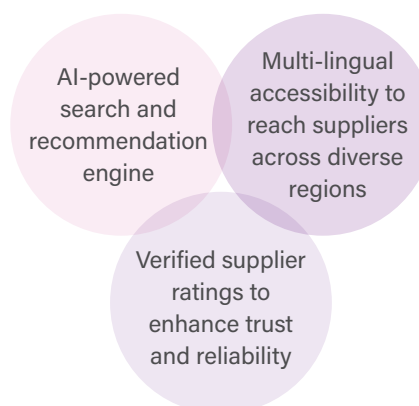 AI-powered
search and
recommendation
engine
Multi-lingual
accessibility to
reach suppliers
across diverse
regions
Verified supplier
ratings to
enhance trust
and reliability